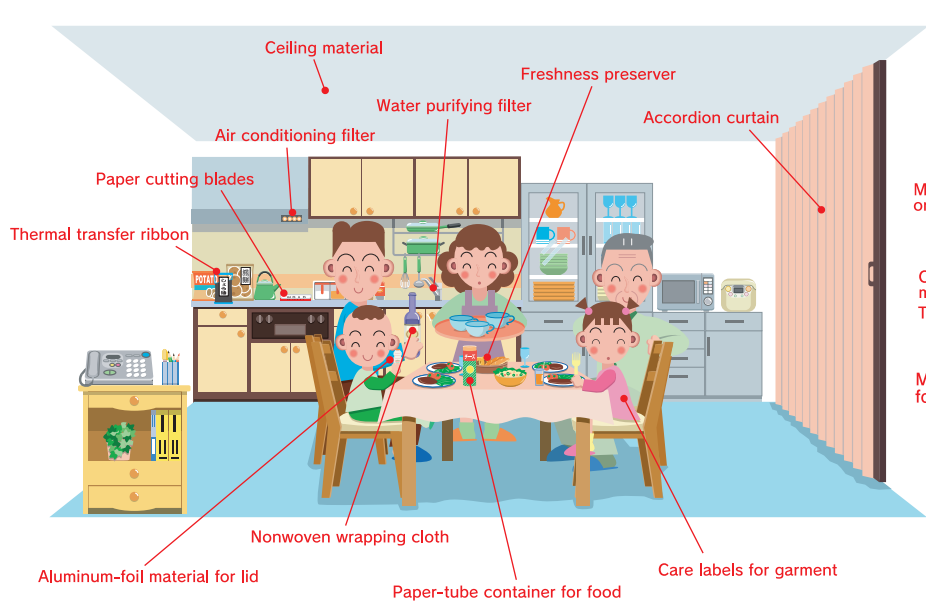 Ceiling material
Freshness preserver
Water purifying filter
Accordion curtain
Air conditioning filter
Paper cutting blades
Thermal transfer ribbon
POTA
Nonwoven wrapping cloth
Aluminum-foil material for lid
Care labels for garment
Paper-tube container for food